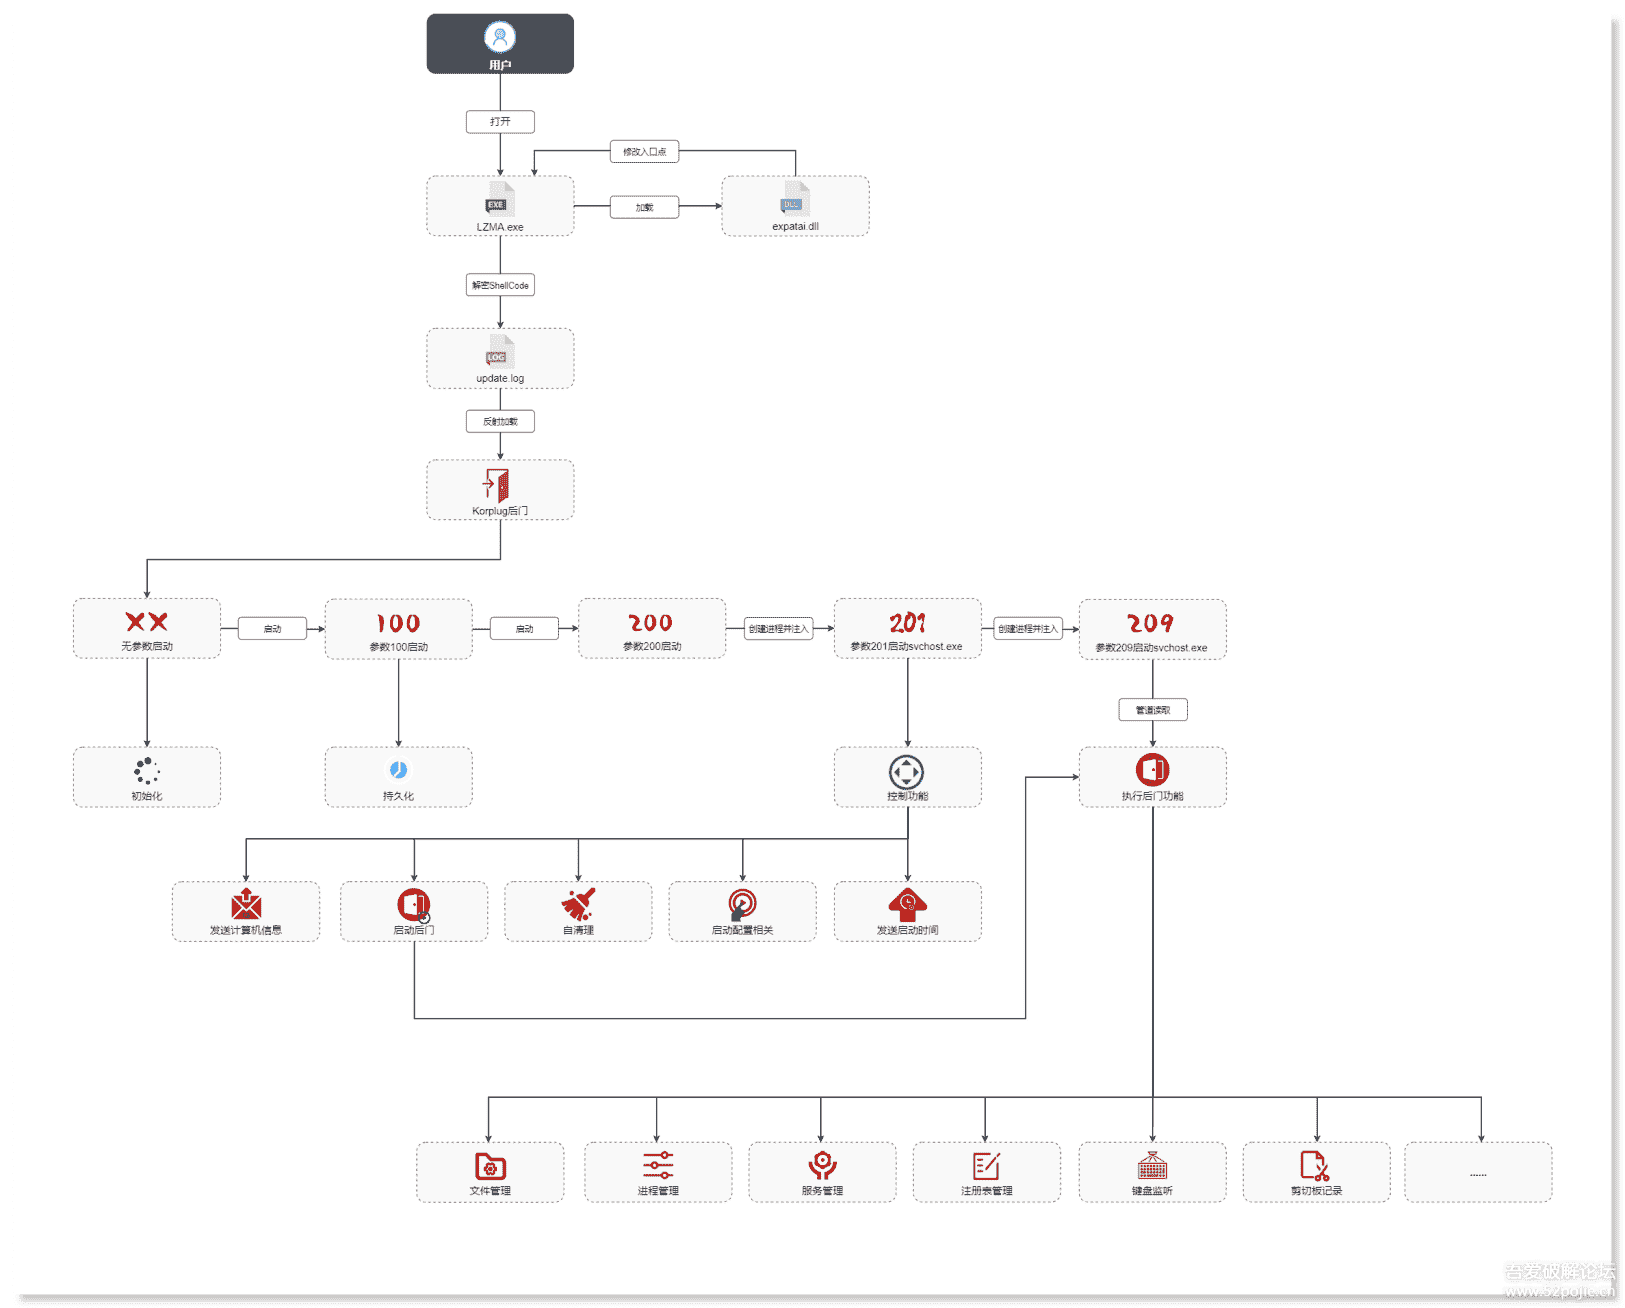 用户
打开
修改入口点
EXE
LZMA.exe
加载
DLL
expatai.dll
解密ShellCode
LOG
update.log
反射加载
Korplug后门
××
无参数启动
启动
100
参数100启动
启动
200
参数200启动
创建进程并注入
201
参数201启动svchost.exe
创建进程并注入
209
参数209启动svchost.exe
管道读取
初始化
持久化
控制功能
执行后门功能
发送计算机信息
启动后门
自清理
启动配置相关
发送启动时间
文件管理
进程管理
服务管理
注册表管理
键盘监听
剪切板记录
......
吾爱破解论坛
www.52pojie.cn